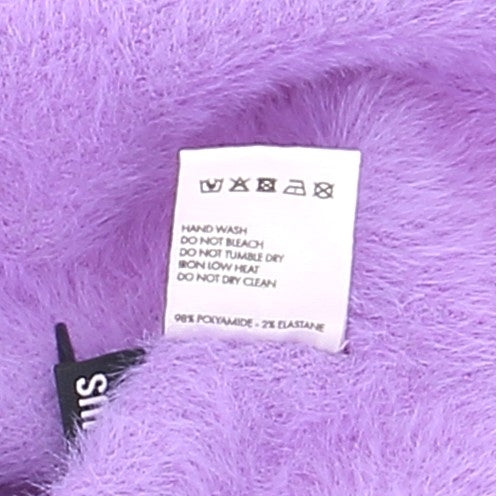 HAND WASH
DO NOT BLEACH
DO NOT TUMBLE DRY
IRON LOW HEAT
DO NOT DRY CLEAN
98% POLYAMIDE - 2% ELASTANE